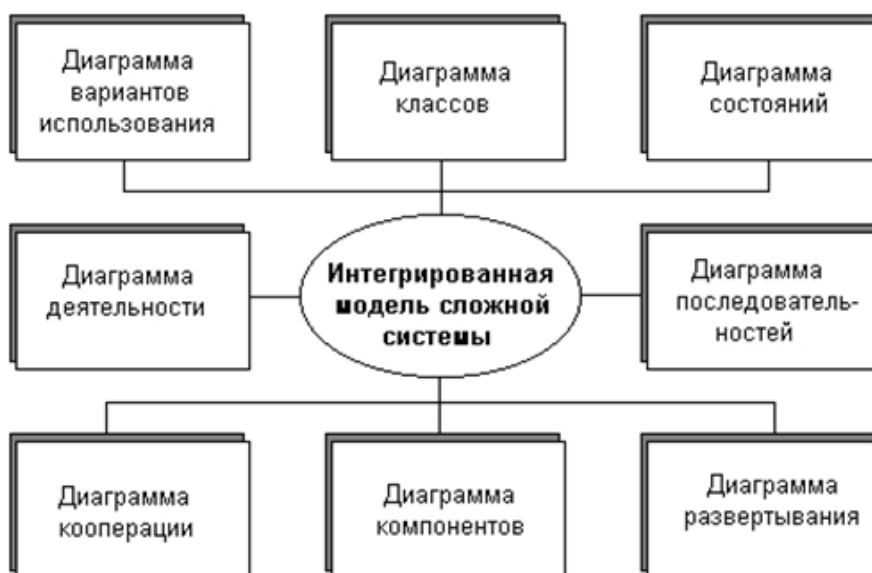 Диаграмма
вариантов
использования
Диаграмма
классов
Диаграмма
состояний
Диаграмма
деятельности
Интегрированная
модель сложной
системы
Диаграмма
последователь-
ностей
Диаграмма
кооперации
Диаграмма
компонентов
Диаграмма
развертывания